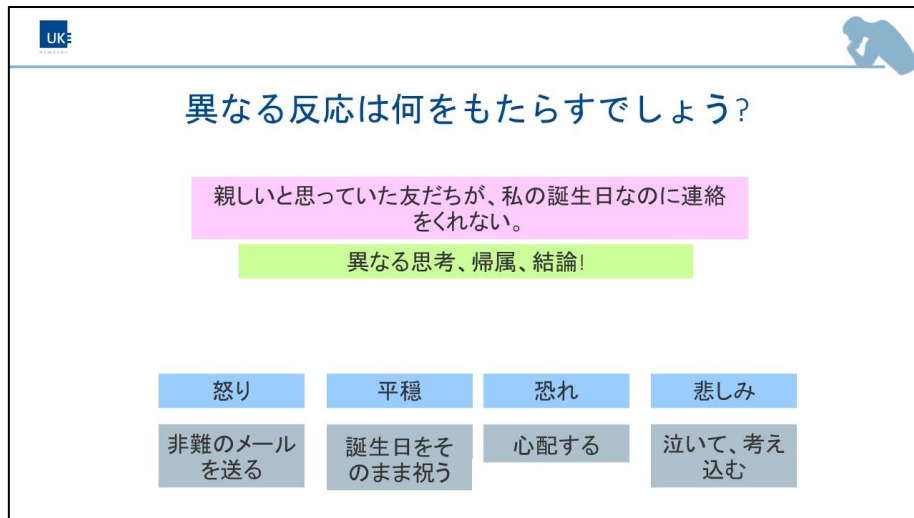 UKE
HAMBURG
異なる反応は何をもたらすでしょう?
親しいと思っていた友だちが、私の誕生日なのに連絡
をくれない。
異なる思考、帰属、結論!
怒り
平穏
恐れ
悲しみ
非難のメール
を送る
誕生日をそ
のまま祝う
心配する
泣いて、考え
込む